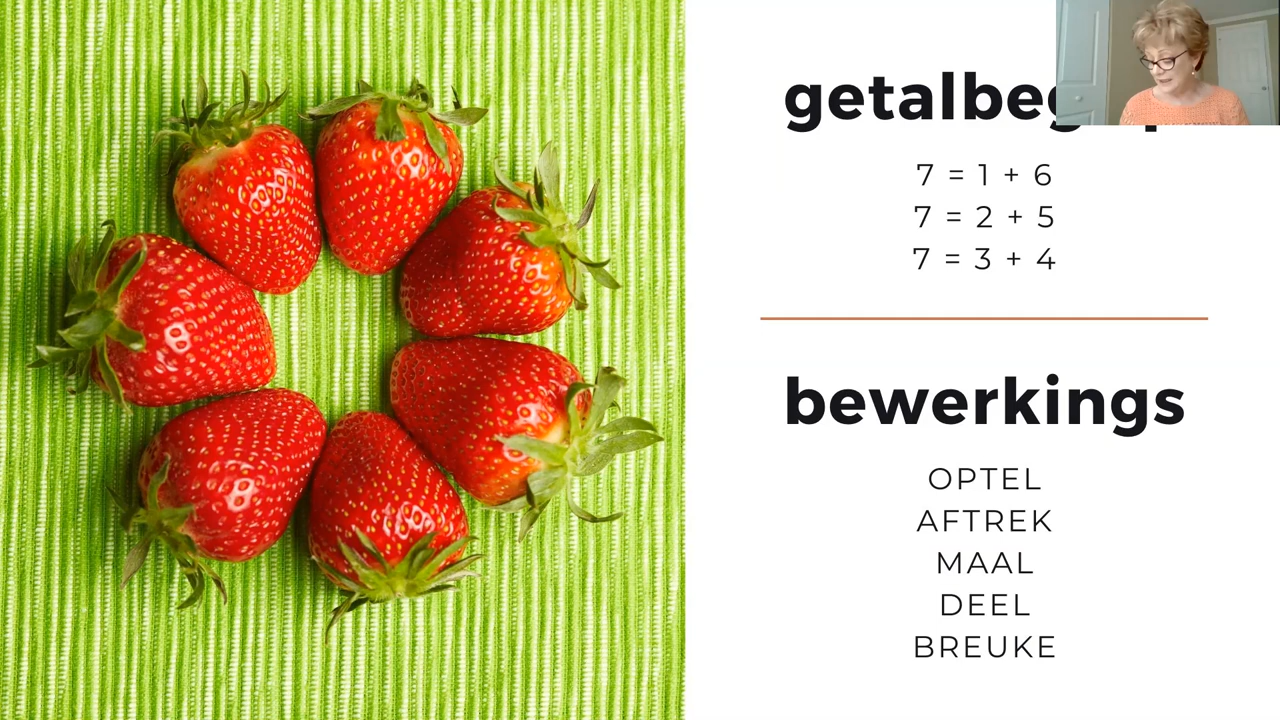 7 = 1 + 6
7 = 2 + 5
7 = 3 + 4
bewerkings
OPTEL
AFTREK
MAAL
DEEL
BREUKE